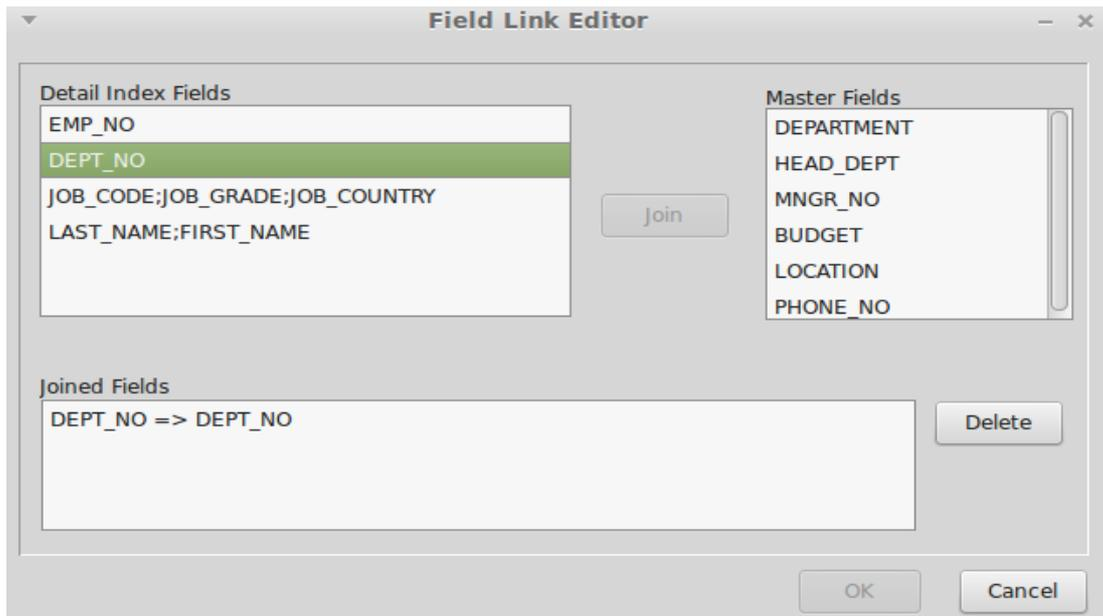 Field Link Editor
Detail Index Fields
EMP_NO
DEPT_NO
JOB_CODE;JOB_GRADE;JOB_COUNTRY
LAST_NAME;FIRST_NAME
Join
Master Fields
DEPARTMENT
HEAD_DEPT
MNGR_NO
BUDGET
LOCATION
PHONE_NO
Joined Fields
DEPT_NO => DEPT_NO
Delete
OK
Cancel